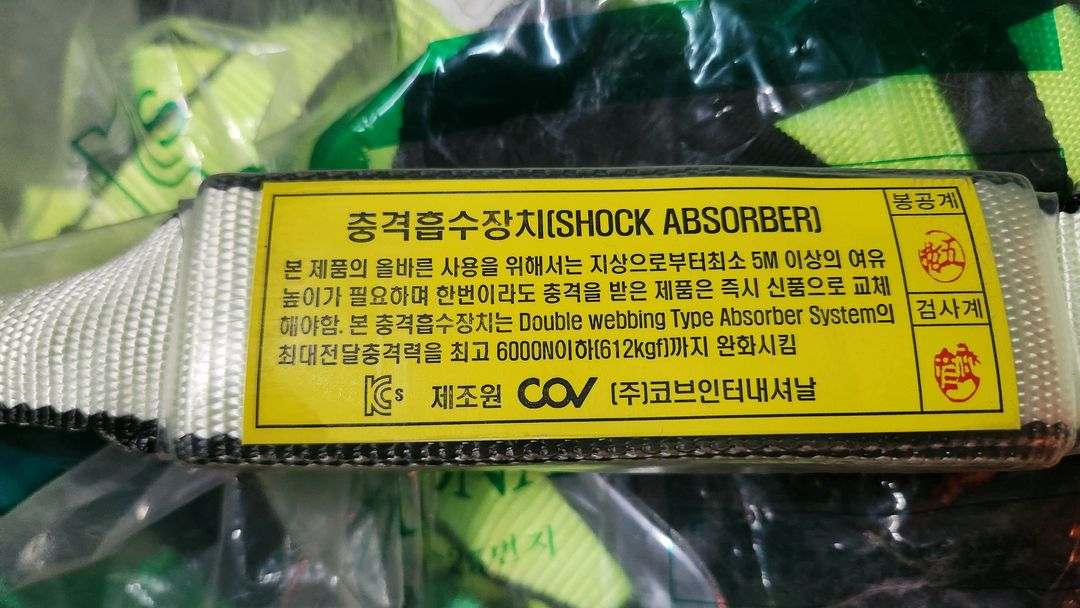 충격흡수장치(SHOCK ABSORBER)
본 제품의 올바른 사용을 위해서는 지상으로부터최소 5M 이상의 여유
높이가 필요하며 한번이라도 충격을 받은 제품은 즉시 신품으로 교체
해야함. 본 충격흡수장치는 Double webbing Type Absorber System의
최대전달충격력을 최고 6000N이하(612kgf)까지 완화시킴
KCs 제조원 COV (주)코브인터내셔날
봉공계
검사계